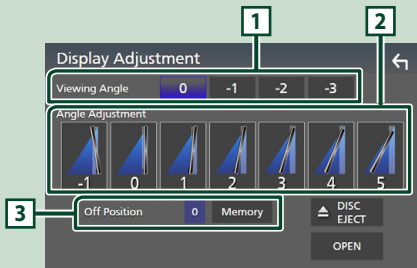 1
2
Display Adjustment
Viewing Angle 0 -1 -2 -3
Angle Adjustment
-1 0 1 2 3 4 5
3
Off Position 0 Memory
DISC
EJECT
OPEN